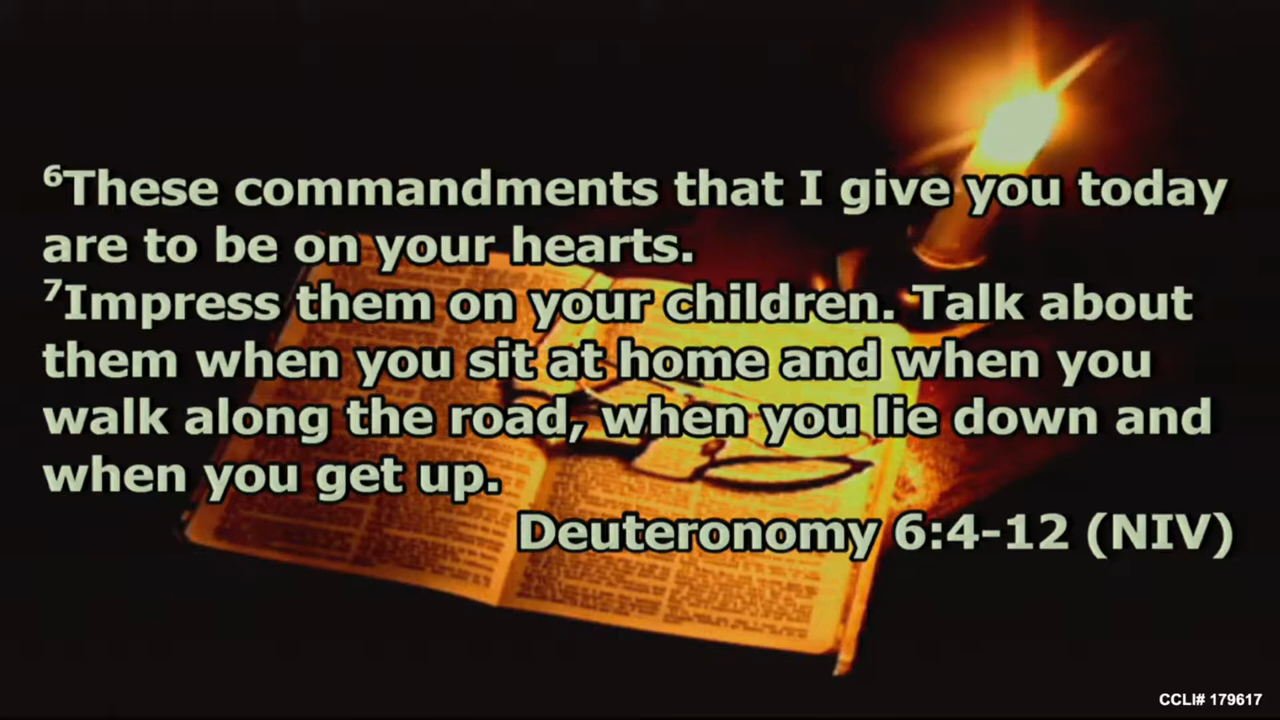 ⁶These commandments that I give you today
are to be on your hearts.
⁷Impress them on your children. Talk about
them when you sit at home and when you
walk along the road, when you lie down and
when you get up.
Deuteronomy 6:4-12 (NIV)
CCLI# 179617